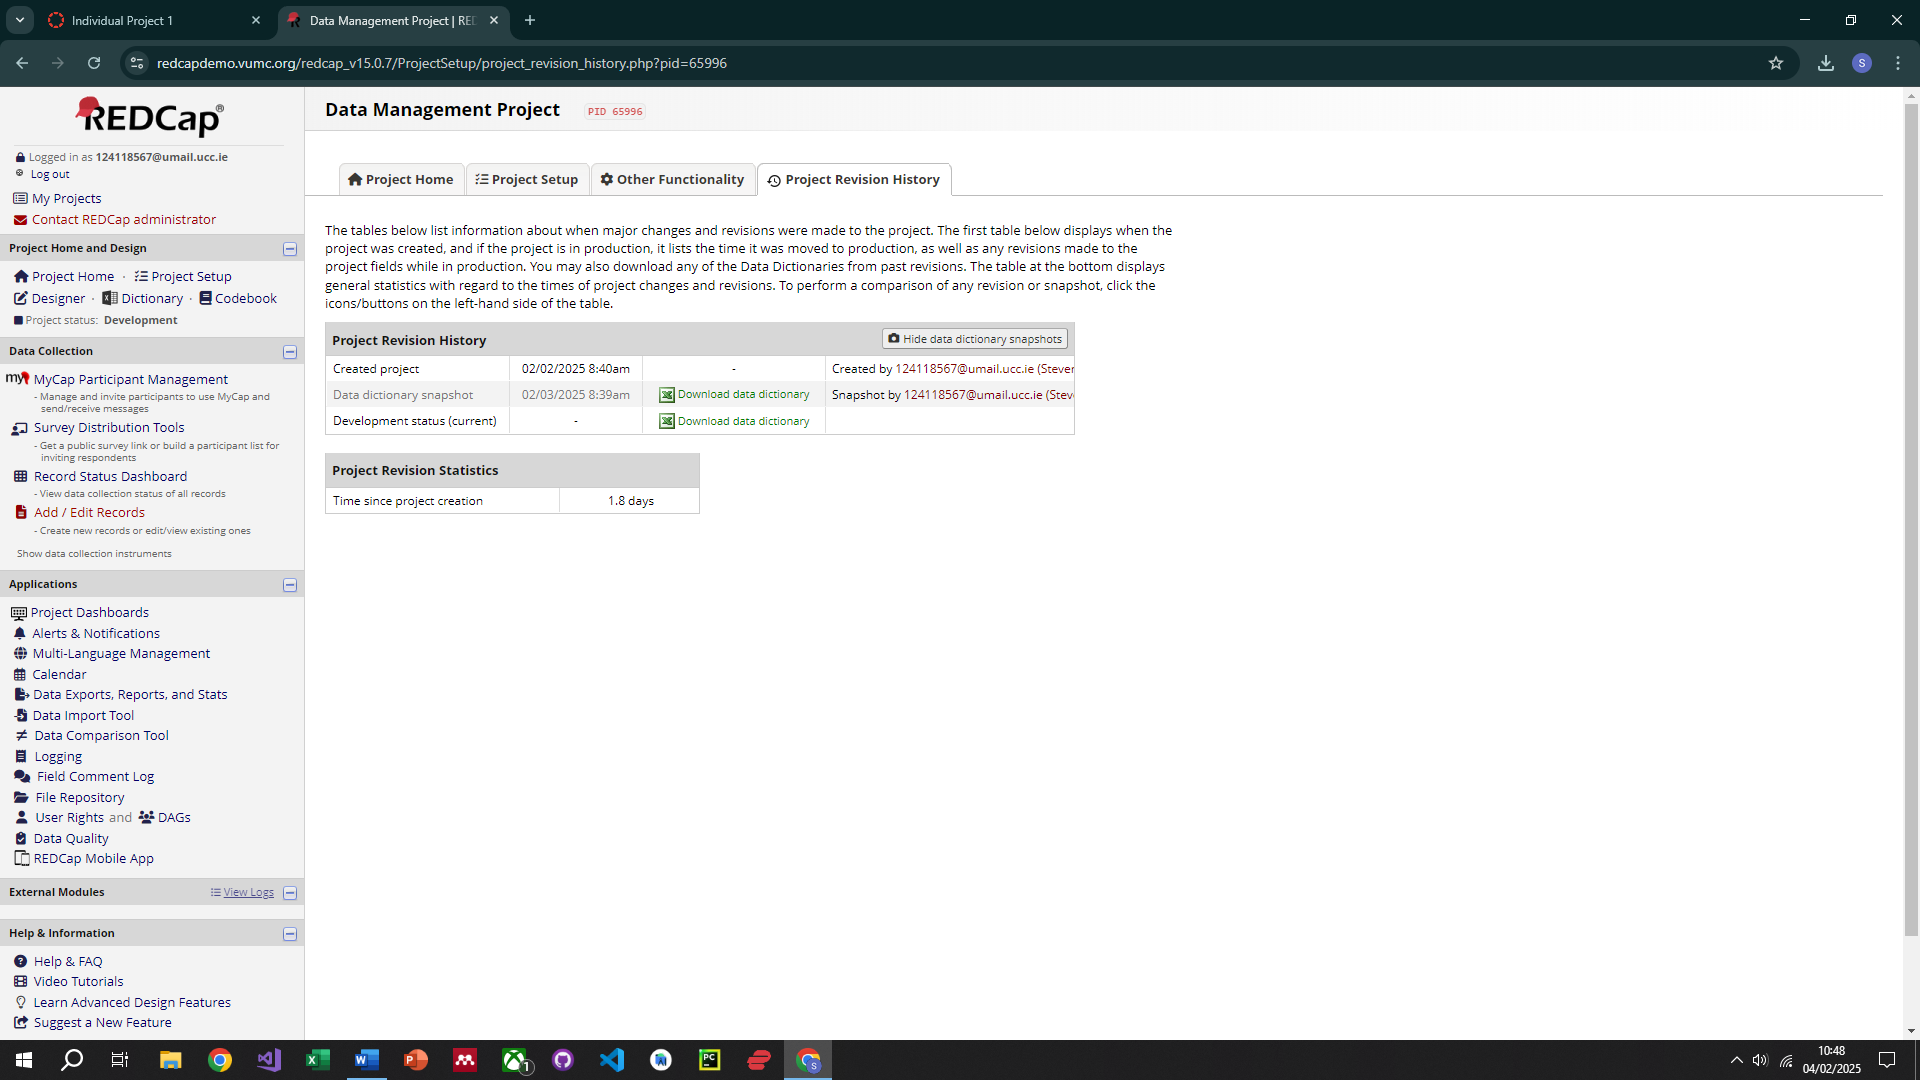 Individual Project 1
Data Management Project | RE
redcapdemo.vumc.org/redcap_v15.0.7/ProjectSetup/project_revision_history.php?pid=65996
S
REDCap®
Logged in as 124118567@umail.ucc.ie
Log out
My Projects
Contact REDCap administrator
Project Home and Design
Project Home · Project Setup
Designer · Dictionary · Codebook
Project status: Development
Data Collection
MyCap Participant Management
- Manage and invite participants to use MyCap and
send/receive messages
Survey Distribution Tools
- Get a public survey link or build a participant list for
inviting respondents
Record Status Dashboard
- View data collection status of all records
Add / Edit Records
- Create new records or edit/view existing ones
Show data collection instruments
Applications
Project Dashboards
Alerts & Notifications
Multi-Language Management
Calendar
Data Exports, Reports, and Stats
Data Import Tool
Data Comparison Tool
Logging
Field Comment Log
File Repository
User Rights and DAGs
Data Quality
REDCap Mobile App
External Modules View Logs
Help & Information
Help & FAQ
Video Tutorials
Learn Advanced Design Features
Suggest a New Feature
Data Management Project PID 65996
Project Home Project Setup Other Functionality Project Revision History
The tables below list information about when major changes and revisions were made to the project. The first table below displays when the
project was created, and if the project is in production, it lists the time it was moved to production, as well as any revisions made to the
project fields while in production. You may also download any of the Data Dictionaries from past revisions. The table at the bottom displays
general statistics with regard to the times of project changes and revisions. To perform a comparison of any revision or snapshot, click the
icons/buttons on the left-hand side of the table.
Project Revision History Hide data dictionary snapshots
Created project 02/02/2025 8:40am - Created by 124118567@umail.ucc.ie (Steven
Data dictionary snapshot 02/03/2025 8:39am Download data dictionary Snapshot by 124118567@umail.ucc.ie (Stev
Development status (current) - Download data dictionary
Project Revision Statistics
Time since project creation 1.8 days
10:48
04/02/2025